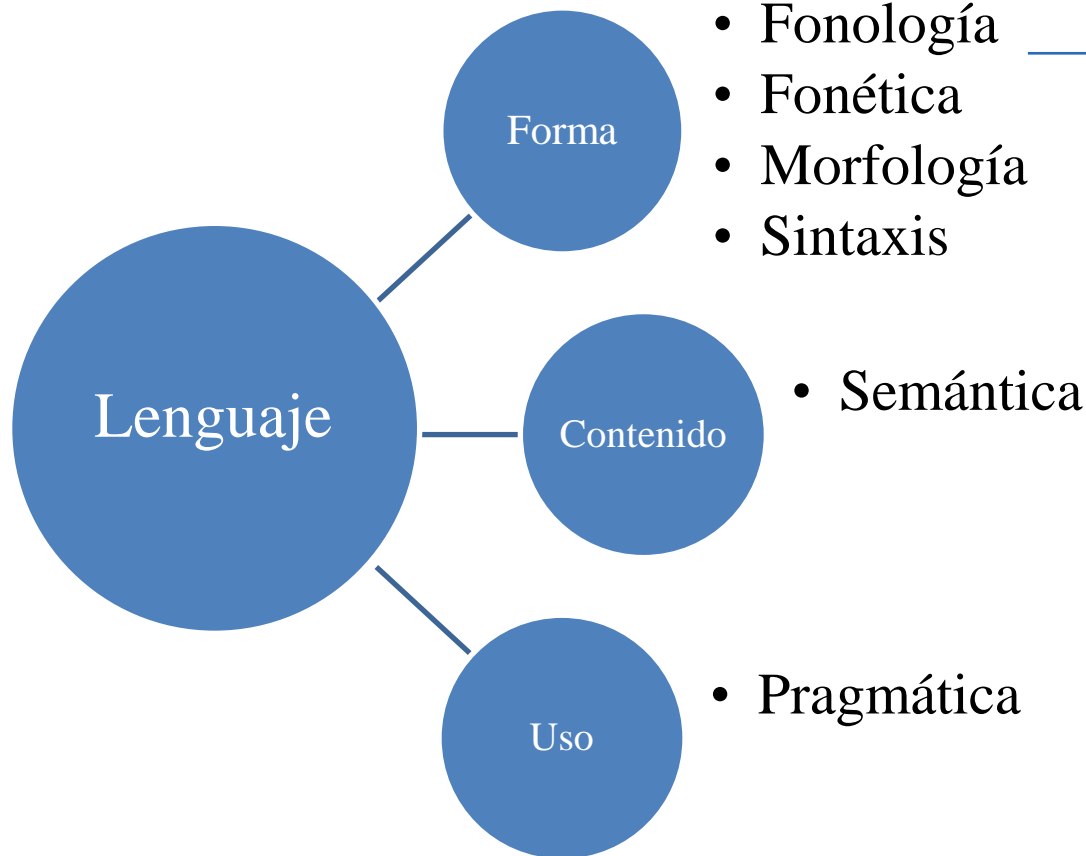 • Fonología
• Fonética
• Morfología
• Sintaxis
Forma
Lenguaje
Contenido
• Semántica
Uso
• Pragmática